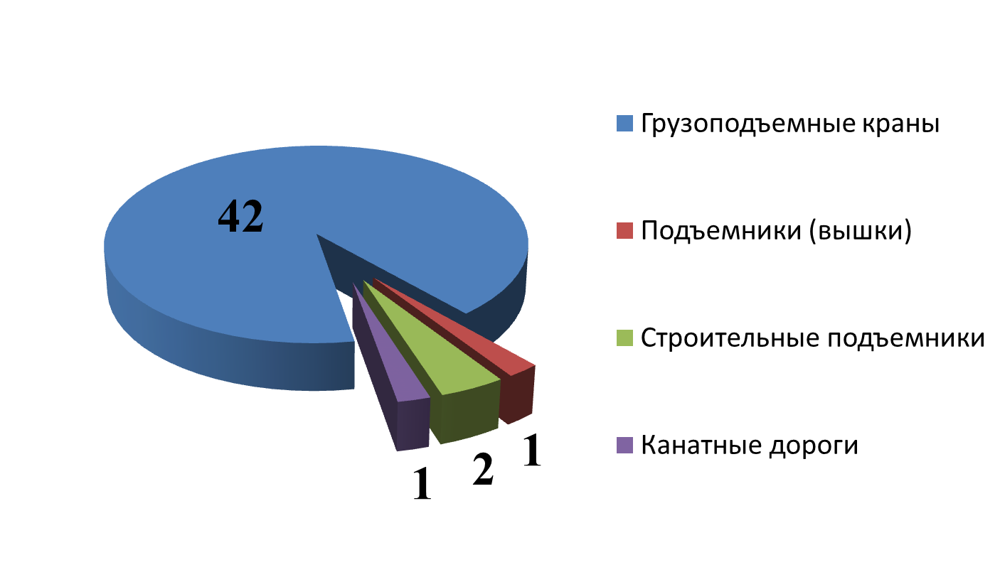 42
1
2
1
Грузоподъемные краны
Подъемники (вышки)
Строительные подъемники
Канатные дороги